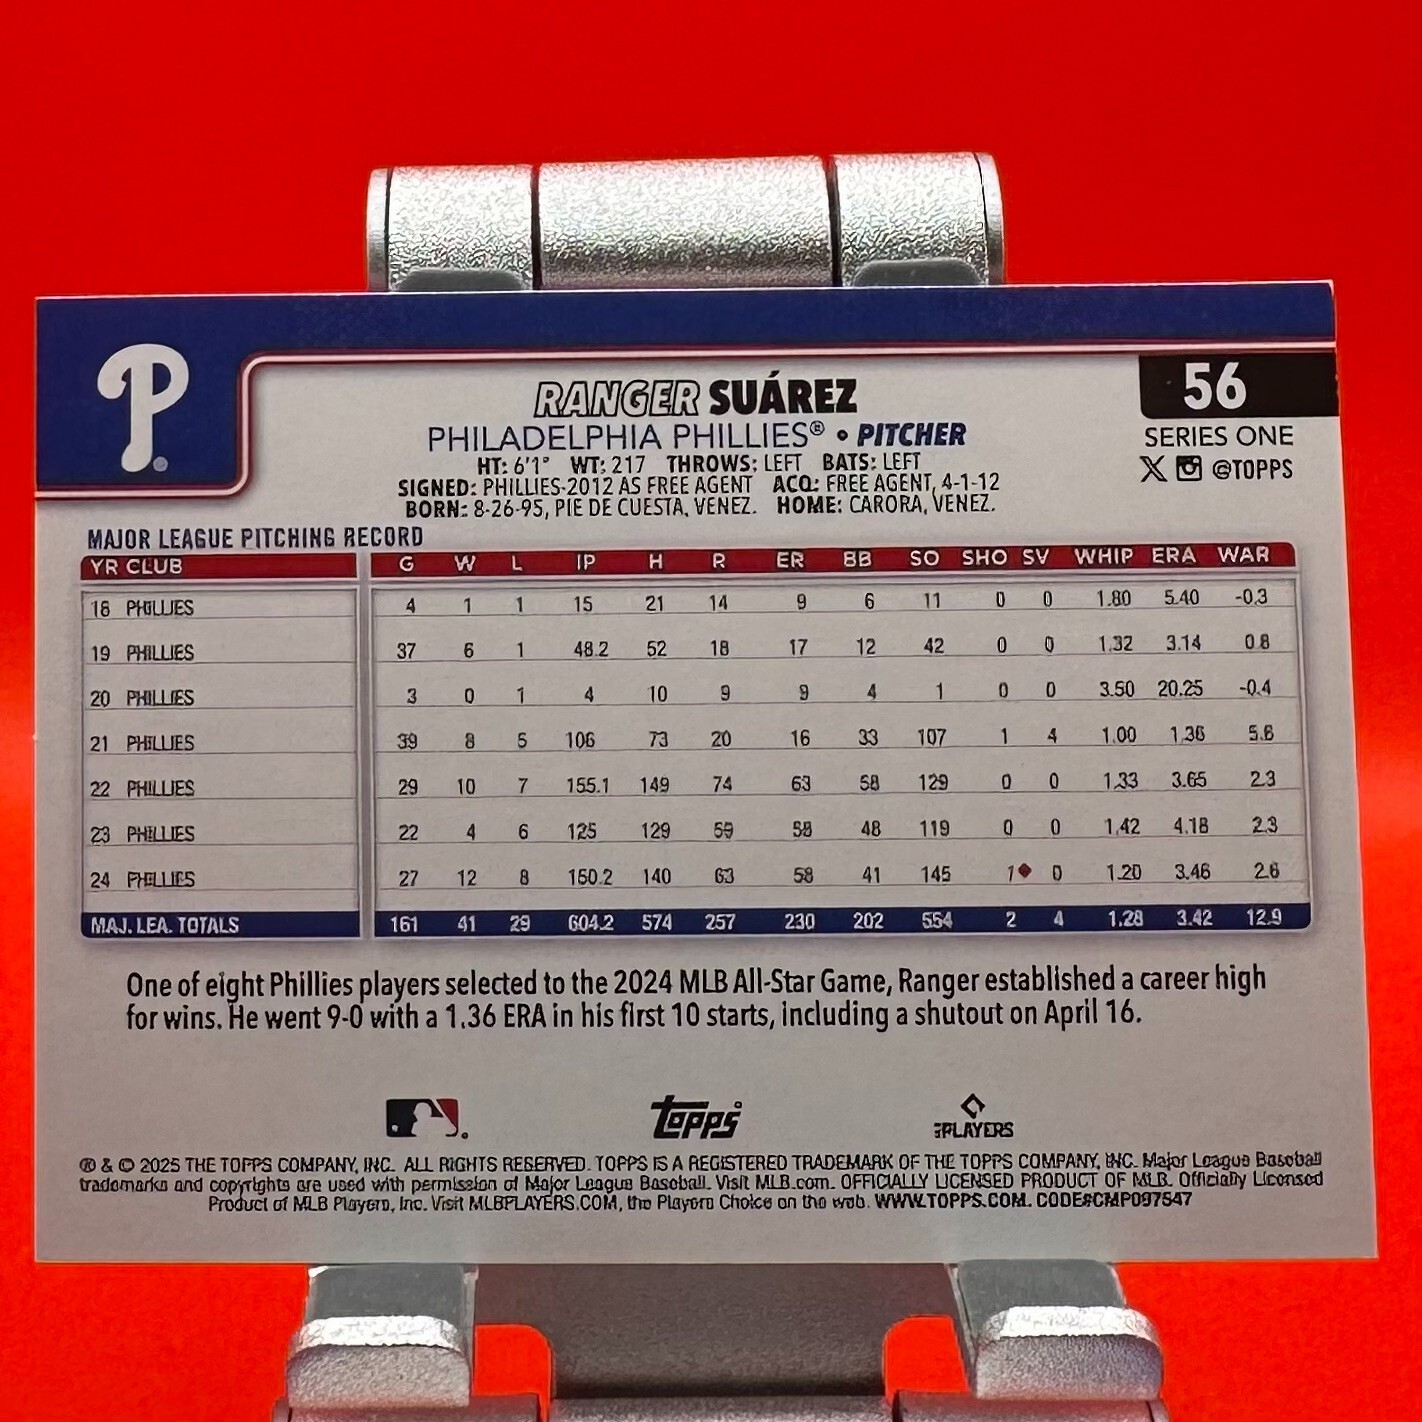 P
RANGER SUÁREZ
56
PHILADELPHIA PHILLIES® • PITCHER
SERIES ONE
HT: 6'1" WT: 217 THROWS: LEFT BATS: LEFT
X @TOPPS
SIGNED: PHILLIES-2012 AS FREE AGENT ACQ: FREE AGENT, 4-1-12
BORN: 8-26-95, PIE DE CUESTA, VENEZ. HOME: CARORA, VENEZ.
MAJOR LEAGUE PITCHING RECORD
YR CLUB G W L IP H R ER BB SO SHO SV WHIP ERA WAR
18 PHILLIES 4 1 1 15 21 14 9 6 11 0 0 1.80 5.40 -0.3
19 PHILLIES 37 6 1 48.2 52 18 17 12 42 0 0 1.32 3.14 0.8
20 PHILLIES 3 0 1 4 10 9 9 4 1 0 0 3.50 20.25 -0.4
21 PHILLIES 39 8 5 106 73 20 16 33 107 1 4 1.00 1.36 5.6
22 PHILLIES 29 10 7 155.1 149 74 63 58 129 0 0 1.33 3.65 2.3
23 PHILLIES 22 4 6 125 129 59 58 48 119 0 0 1.42 4.18 2.3
24 PHILLIES 27 12 8 150.2 140 63 58 41 145 1♦ 0 1.20 3.46 2.6
MAJ. LEA. TOTALS 161 41 29 604.2 574 257 230 202 554 2 4 1.28 3.42 12.9
One of eight Phillies players selected to the 2024 MLB All-Star Game, Ranger established a career high
for wins. He went 9-0 with a 1.36 ERA in his first 10 starts, including a shutout on April 16.
topps
PLAYERS
® & © 2025 THE TOPPS COMPANY, INC. ALL RIGHTS RESERVED. TOPPS IS A REGISTERED TRADEMARK OF THE TOPPS COMPANY, INC. Major League Baseball
trademarks and copyrights are used with permission of Major League Baseball. Visit MLB.com. OFFICIALLY LICENSED PRODUCT OF MLB. Officially Licensed
Product of MLB Players, Inc. Visit MLBPLAYERS.COM, the Players Choice on the web. WWW.TOPPS.COM. CODE#CMP097547